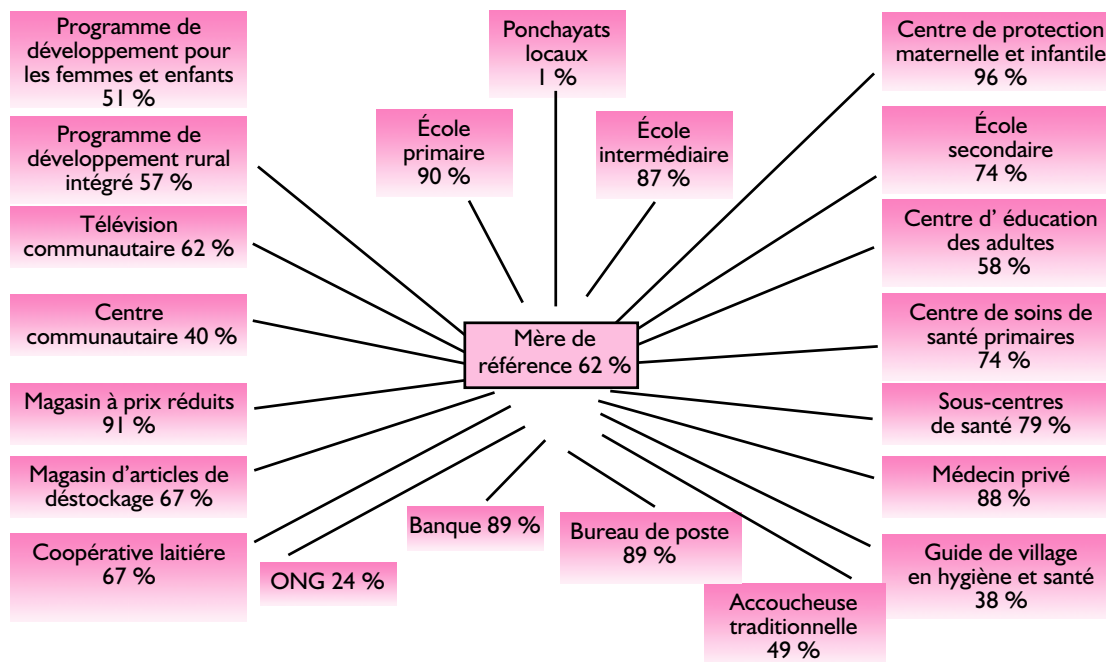 Programme de
développement pour
les femmes et enfants
51 %
Programme de
développement rural
intégré 57 %
Télévision
communautaire 62 %
Centre
communautaire 40 %
Magasin à prix réduits
91 %
Magasin d’articles de
déstockage 67 %
Coopérative laitiére
67 %
ONG 24 %
Banque 89 %
Bureau de poste
89 %
Accoucheuse
traditionnelle
49 %
École
primaire
90 %
Ponchayats
locaux
1 %
École
intermédiaire
87 %
Mère de
référence 62 %
Centre de protection
maternelle et infantile
96 %
École
secondaire
74 %
Centre d’ éducation
des adultes
58 %
Centre de soins de
santé primaires
74 %
Sous-centres
de santé 79 %
Médecin privé
88 %
Guide de village
en hygiène et santé
38 %